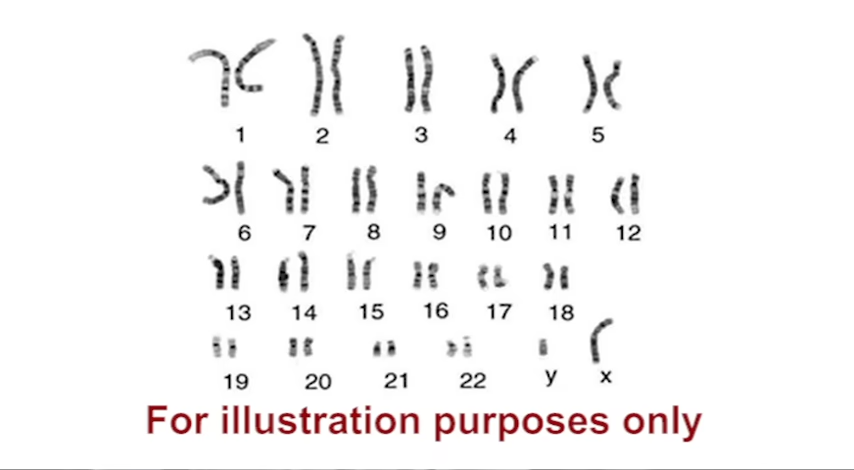 1 2 3 4 5
6 7 8 9 10 11 12
13 14 15 16 17 18
19 20 21 22 y x
For illustration purposes only